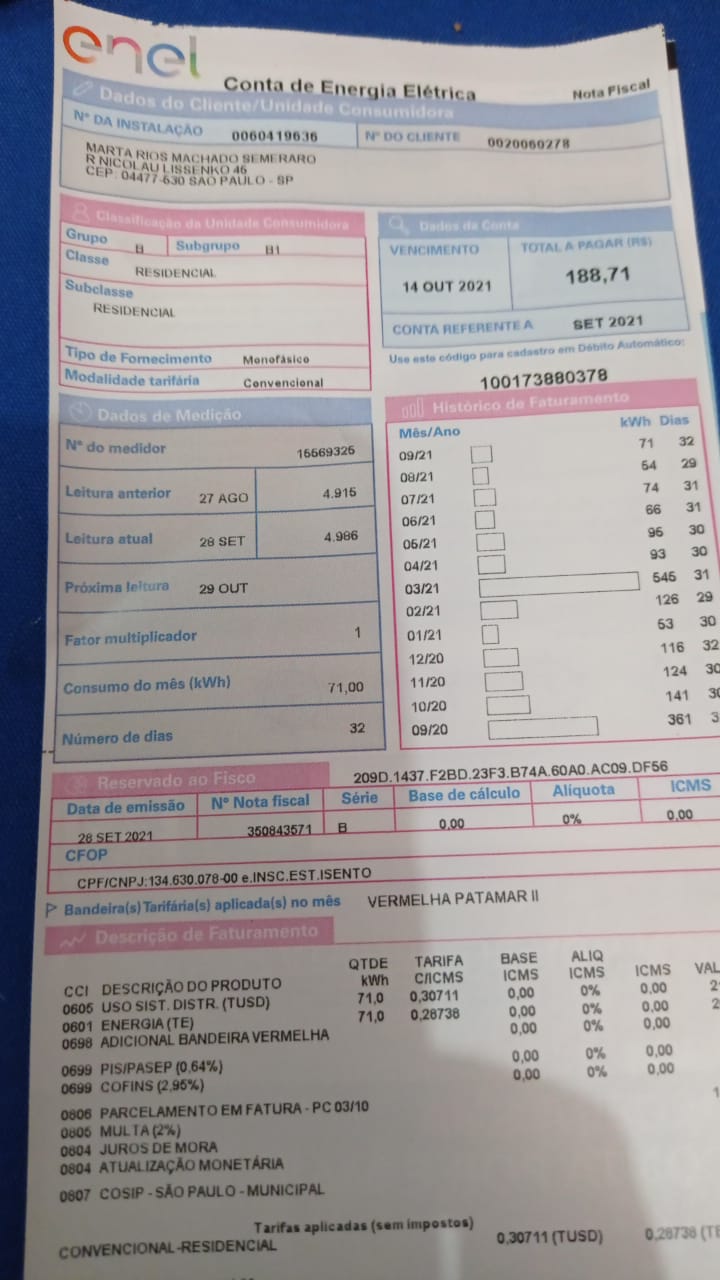 enel
Conta de Energia Elétrica
Nota Fiscal
Dados do Cliente/Unidade Consumidora
Nº DA INSTALAÇÃO 0060419636 Nº DO CLIENTE 0020060278
MARTA RIOS MACHADO SEMERARO
R NICOLAU LISSENKO 46
CEP: 04477-630 SAO PAULO - SP
Classificação da Unidade Consumidora
Grupo B Subgrupo B1
Classe
RESIDENCIAL
Subclasse
RESIDENCIAL
Tipo de Fornecimento Monofásico
Modalidade tarifária Convencional
Dados da Conta
VENCIMENTO TOTAL A PAGAR (R$)
14 OUT 2021 188,71
CONTA REFERENTE A SET 2021
Use este código para cadastro em Débito Automático:
100173880378
Dados de Medição
Nº do medidor 15669325
Leitura anterior 27 AGO 4.915
Leitura atual 28 SET 4.986
Próxima leitura 29 OUT
Fator multiplicador 1
Consumo do mês (kWh) 71,00
Número de dias 32
Histórico de Faturamento
Mês/Ano kWh Dias
09/21 71 32
08/21 54 29
07/21 74 31
06/21 66 31
05/21 95 30
04/21 93 30
03/21 545 31
02/21 126 29
01/21 53 30
12/20 116 32
11/20 124 30
10/20 141 30
09/20 361 3
Reservado ao Fisco 209D.1437.F2BD.23F3.B74A.60A0.AC09.DF56
Data de emissão Nº Nota fiscal Série Base de cálculo Alíquota ICMS
28 SET 2021 350843571 B 0,00 0% 0,00
CFOP
CPF/CNPJ:134.630.078-00 e.INSC.EST.ISENTO
Bandeira(s) Tarifária(s) aplicada(s) no mês VERMELHA PATAMAR II
Descrição de Faturamento
CCI DESCRIÇÃO DO PRODUTO QTDE kWh TARIFA C/ICMS BASE ICMS ALIQ ICMS ICMS VAL
0605 USO SIST. DISTR. (TUSD) 71,0 0,30711 0,00 0% 0,00 2
0601 ENERGIA (TE) 71,0 0,28738 0,00 0% 0,00 2
0698 ADICIONAL BANDEIRA VERMELHA 0,00 0% 0,00
0699 PIS/PASEP (0,64%) 0,00 0% 0,00
0699 COFINS (2,95%) 0,00 0% 0,00
0806 PARCELAMENTO EM FATURA - PC 03/10 1
0805 MULTA (2%)
0804 JUROS DE MORA
0804 ATUALIZAÇÃO MONETÁRIA
0807 COSIP - SÃO PAULO - MUNICIPAL
Tarifas aplicadas (sem impostos)
CONVENCIONAL-RESIDENCIAL 0,30711 (TUSD) 0,28738 (TE